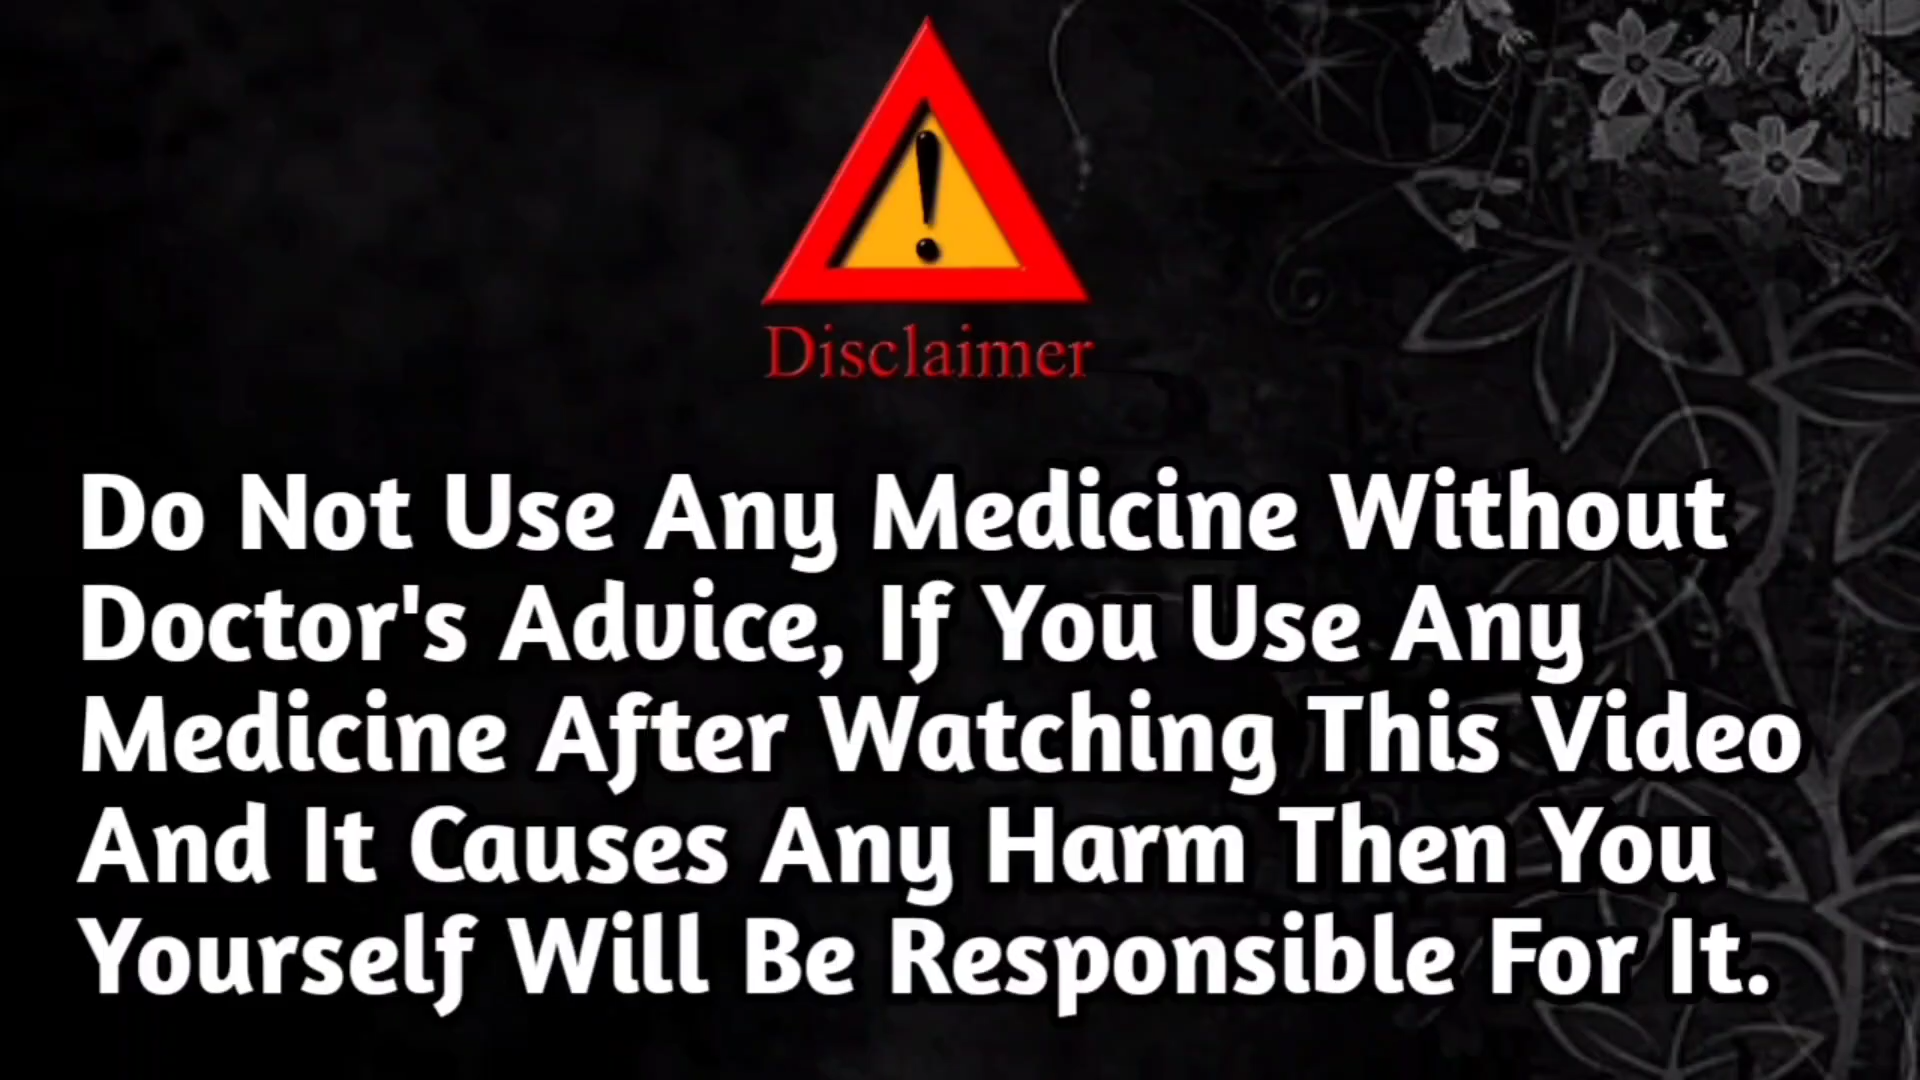 Disclaimer
Do Not Use Any Medicine Without
Doctor's Advice, If You Use Any
Medicine After Watching This Video
And It Causes Any Harm Then You
Yourself Will Be Responsible For It.